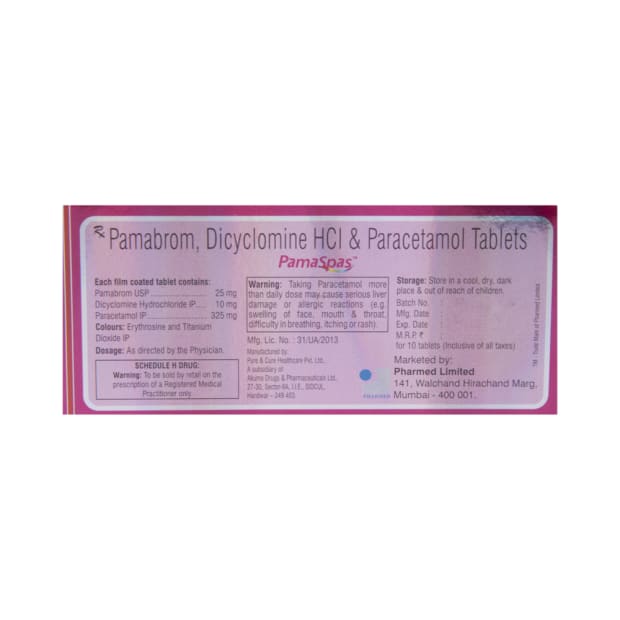 Rx Pamabrom, Dicyclomine HCl & Paracetamol Tablets
PamaSpas™
Each film coated tablet contains:
Pamabrom USP .................... 25 mg
Dicyclomine Hydrochloride IP..... 10 mg
Paracetamol IP..................... 325 mg
Colours: Erythrosine and Titanium
Dioxide IP
Dosage: As directed by the Physician.
SCHEDULE H DRUG:
Warning: To be sold by retail on the
prescription of a Registered Medical
Practitioner only.
Warning: Taking Paracetamol more
than daily dose may cause serious liver
damage or allergic reactions (e.g.
swelling of face, mouth & throat,
difficulty in breathing, itching or rash).
Mfg. Lic. No. : 31/UA/2013
Manufactured by:
Pure & Cure Healthcare Pvt. Ltd.,
A subsidiary of
Akums Drugs & Pharmaceuticals Ltd.
27-30, Sector-8A, I.I.E., SIDCUL,
Haridwar – 249 403.
Storage: Store in a cool, dry, dark
place & out of reach of children.
Batch No.
Mfg. Date
Exp. Date
M.R.P. ₹
for 10 tablets (Inclusive of all taxes)
Marketed by:
Pharmed Limited
141, Walchand Hirachand Marg,
Mumbai - 400 001.
PHARMED
™ - Trade Mark of Pharmed Limited.